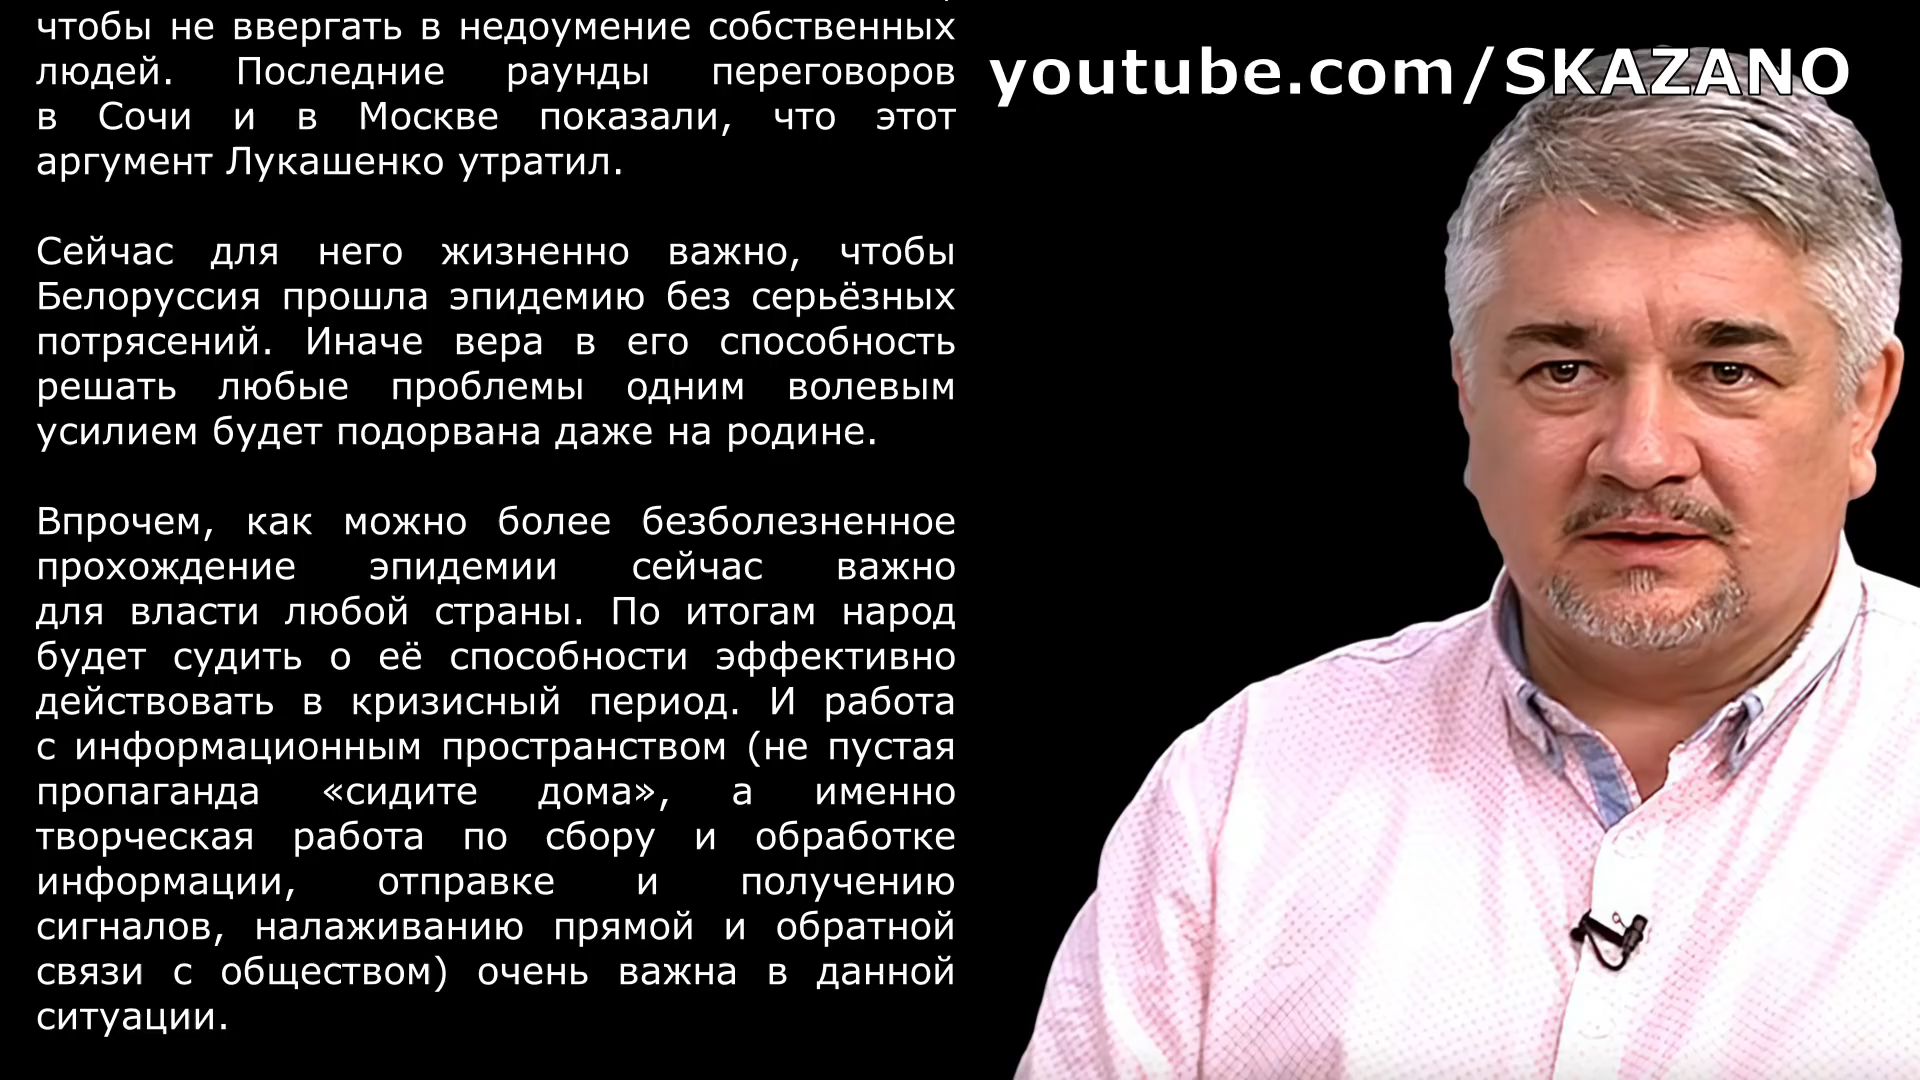 чтобы не ввергать в недоумение собственных
людей. Последние раунды переговоров
в Сочи и в Москве показали, что этот
аргумент Лукашенко утратил.
Сейчас для него жизненно важно, чтобы
Белоруссия прошла эпидемию без серьёзных
потрясений. Иначе вера в его способность
решать любые проблемы одним волевым
усилием будет подорвана даже на родине.
Впрочем, как можно более безболезненное
прохождение эпидемии сейчас важно
для власти любой страны. По итогам народ
будет судить о её способности эффективно
действовать в кризисный период. И работа
с информационным пространством (не пустая
пропаганда «сидите дома», а именно
творческая работа по сбору и обработке
информации, отправке и получению
сигналов, налаживанию прямой и обратной
связи с обществом) очень важна в данной
ситуации.
youtube.com/SKAZANO